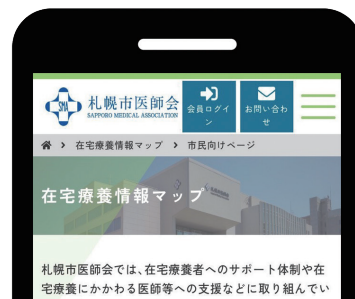 SMA 札幌市医師会
SAPPORO MEDICAL ASSOCIATION
会員ログイ
ン
お問い合わ
せ
> 在宅療養情報マップ > 市民向けページ
在宅療養情報マップ
札幌市医師会では、在宅療養者へのサポート体制や在
宅療養にかかわる医師等への支援などに取り組んでい